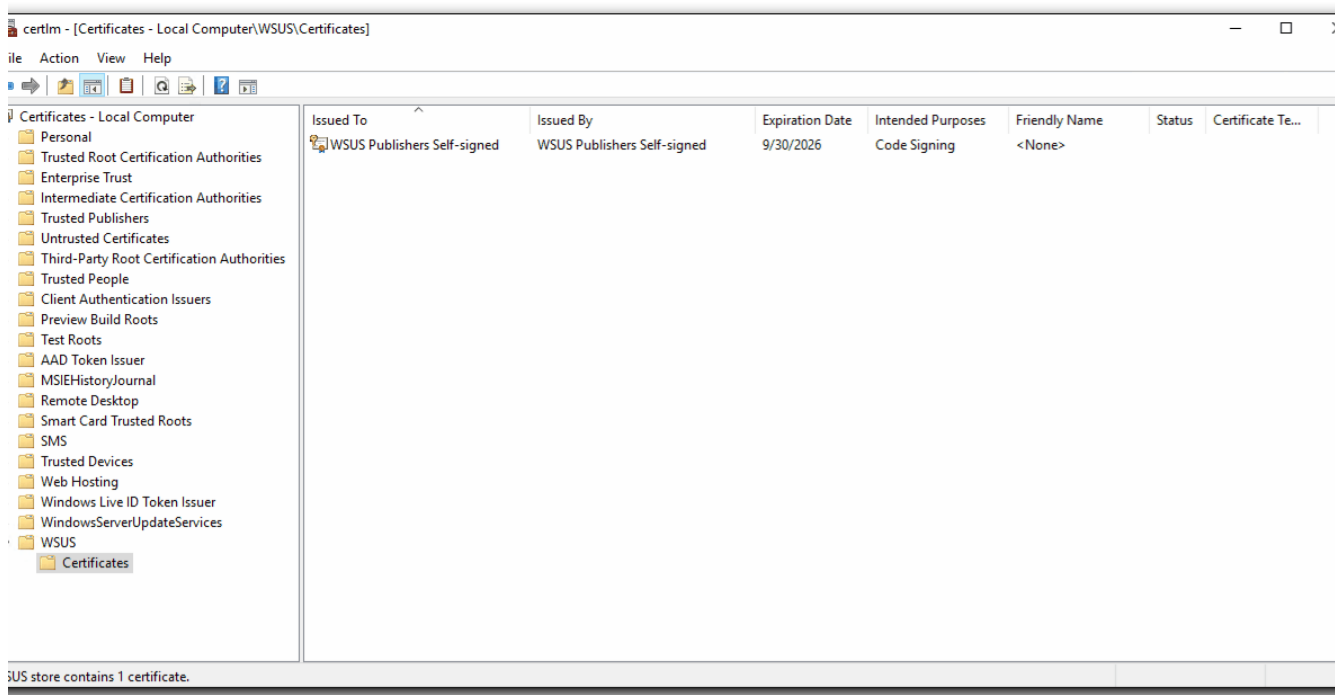 certlm - [Certificates - Local Computer\WSUS\Certificates]
ile Action View Help
Certificates - Local Computer
Personal
Trusted Root Certification Authorities
Enterprise Trust
Intermediate Certification Authorities
Trusted Publishers
Untrusted Certificates
Third-Party Root Certification Authorities
Trusted People
Client Authentication Issuers
Preview Build Roots
Test Roots
AAD Token Issuer
MSIEHistoryJournal
Remote Desktop
Smart Card Trusted Roots
SMS
Trusted Devices
Web Hosting
Windows Live ID Token Issuer
WindowsServerUpdateServices
WSUS
Certificates
Issued To Issued By Expiration Date Intended Purposes Friendly Name Status Certificate Te...
WSUS Publishers Self-signed WSUS Publishers Self-signed 9/30/2026 Code Signing <None>
SUS store contains 1 certificate.